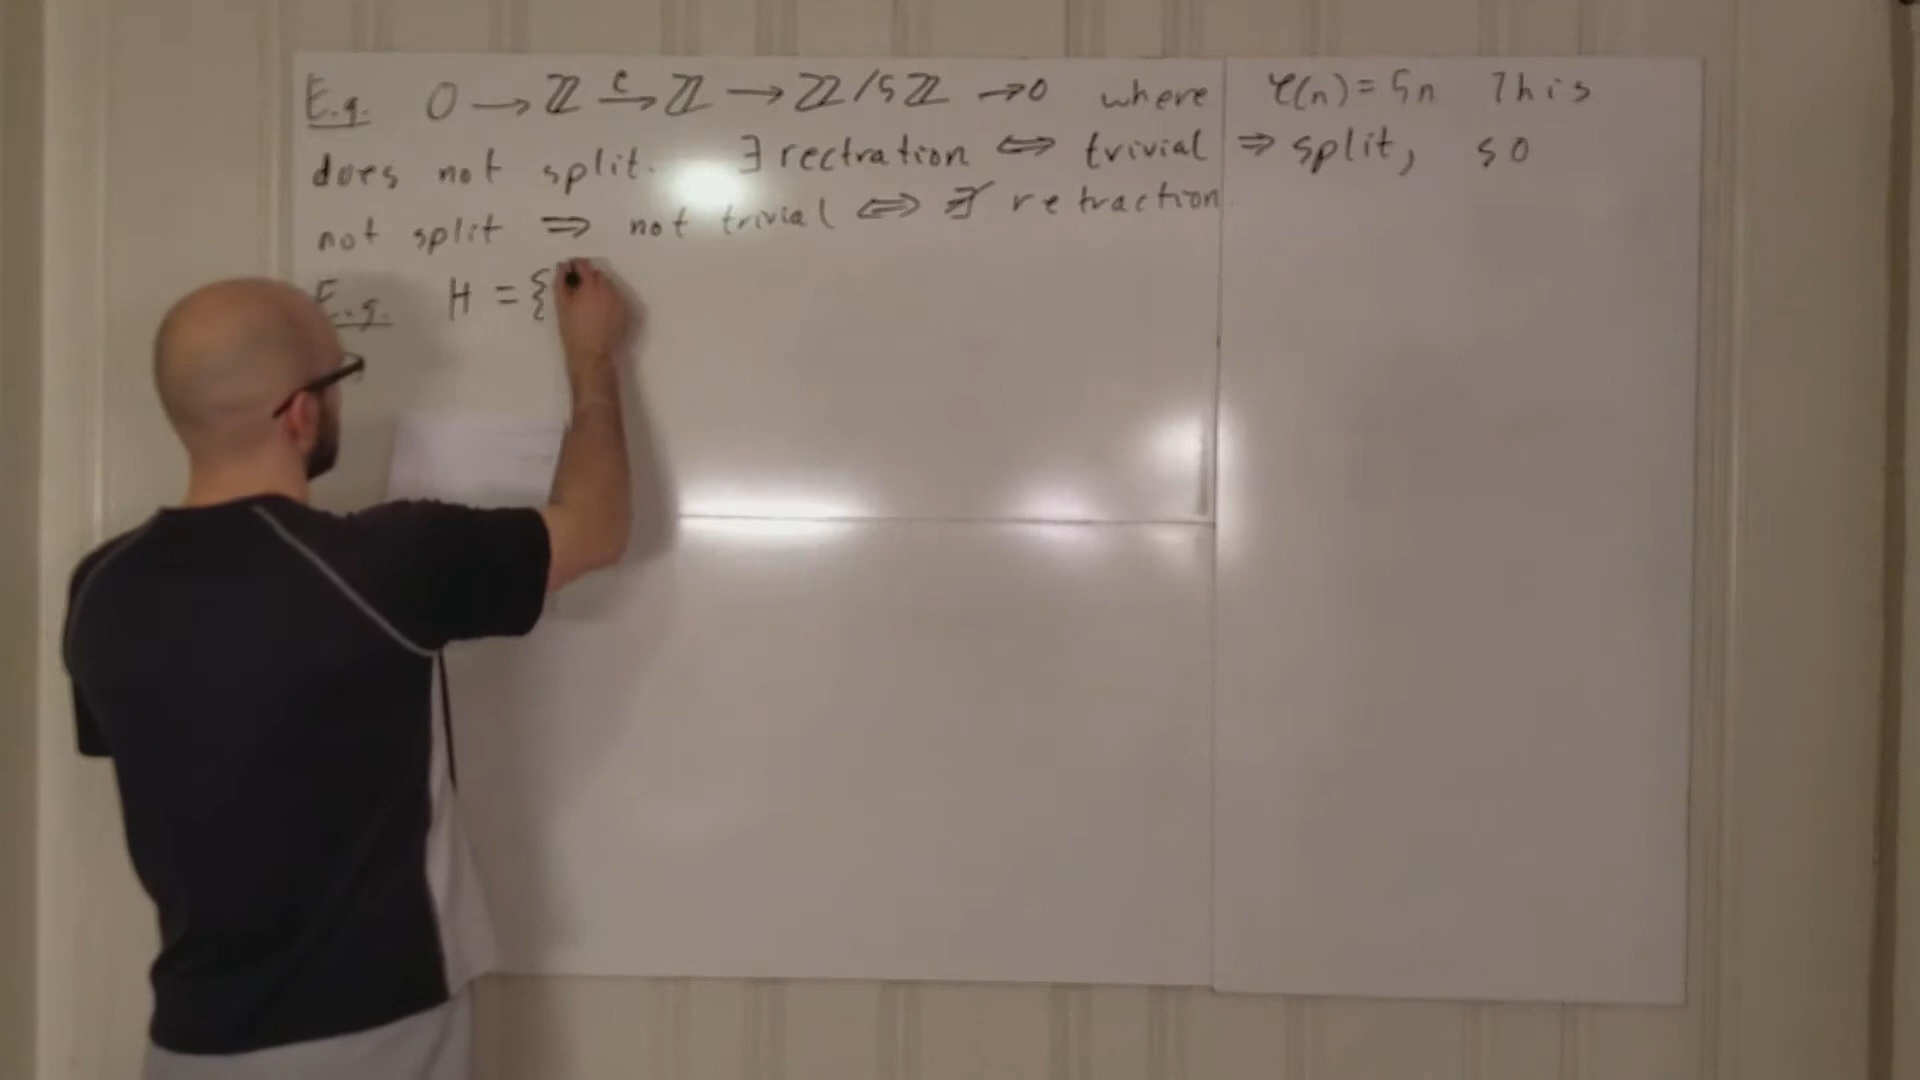 E.g. 0 → ℤ →^φ ℤ → ℤ/5ℤ → 0 where φ(n) = 5n This
does not split. ∃ rectration ⇔ trivial ⇒ split, so
not split ⇒ not trivial ⇔ ∄ retraction.
E.g. H = {